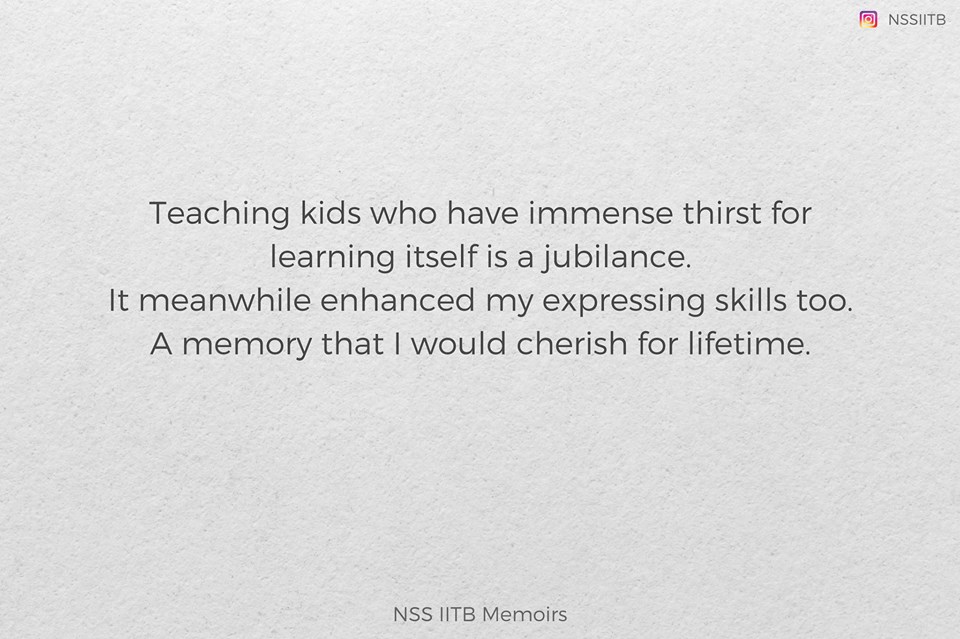 NSSIITB
Teaching kids who have immense thirst for
learning itself is a jubilance.
It meanwhile enhanced my expressing skills too.
A memory that I would cherish for lifetime.
NSS IITB Memoirs